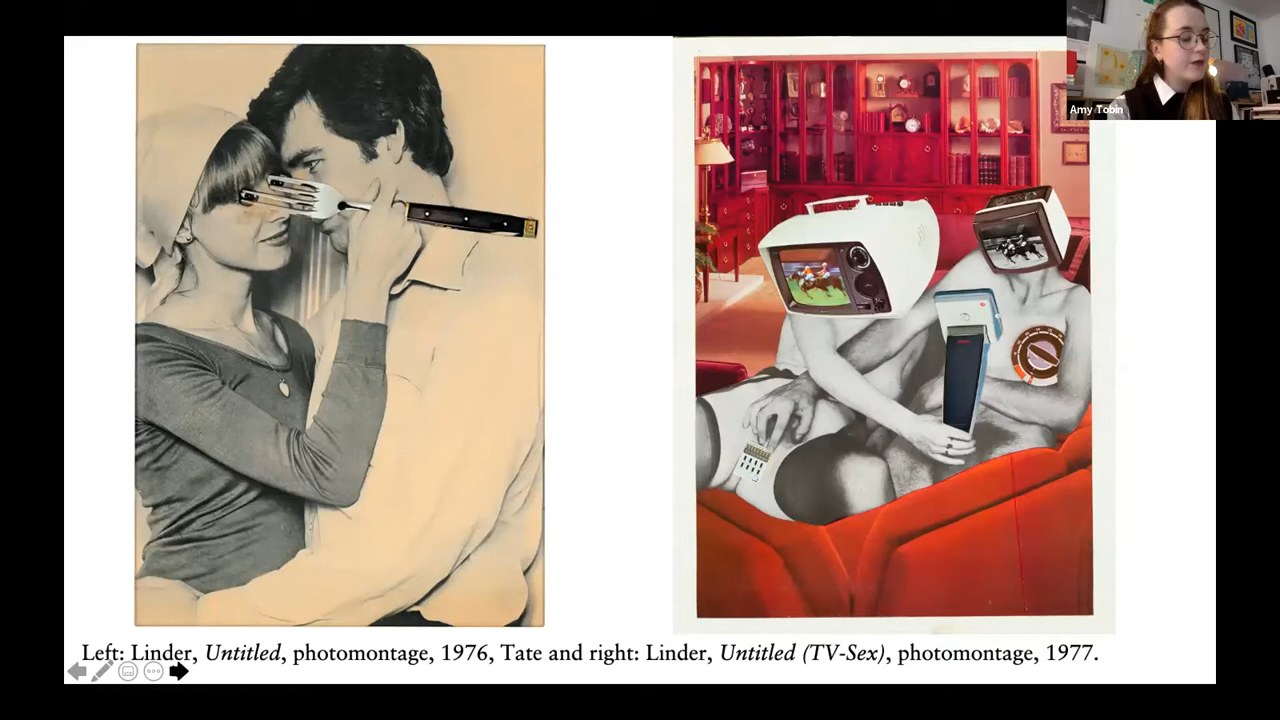 Amy Tobin
Left: Linder, Untitled, photomontage, 1976, Tate and right: Linder, Untitled (TV-Sex), photomontage, 1977.